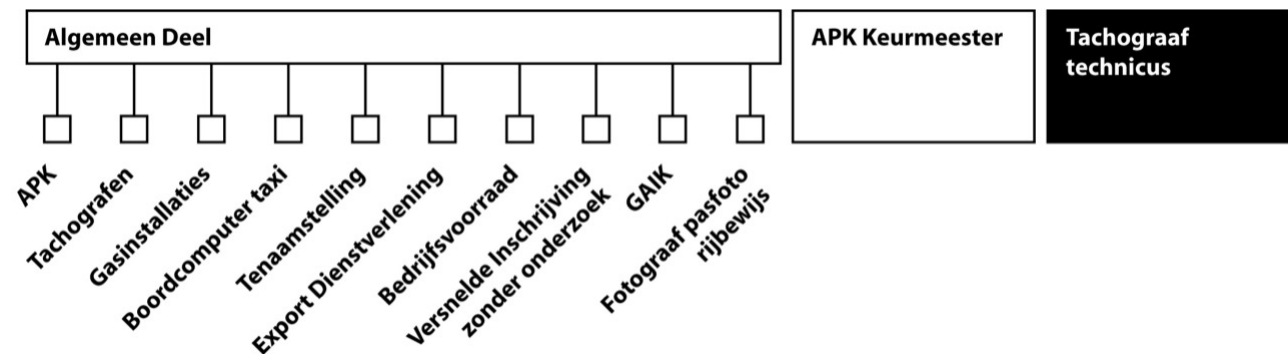 Algemeen Deel
APK Keurmeester
Tachograaf
technicus
APK
Tachografen
Gasinstallaties
Boordcomputer taxi
Tenaamstelling
Export Dienstverlening
Bedrijfsvoorraad
Versnelde Inschrijving
zonder onderzoek
GAIK
Fotograaf pasfoto
rijbewijs